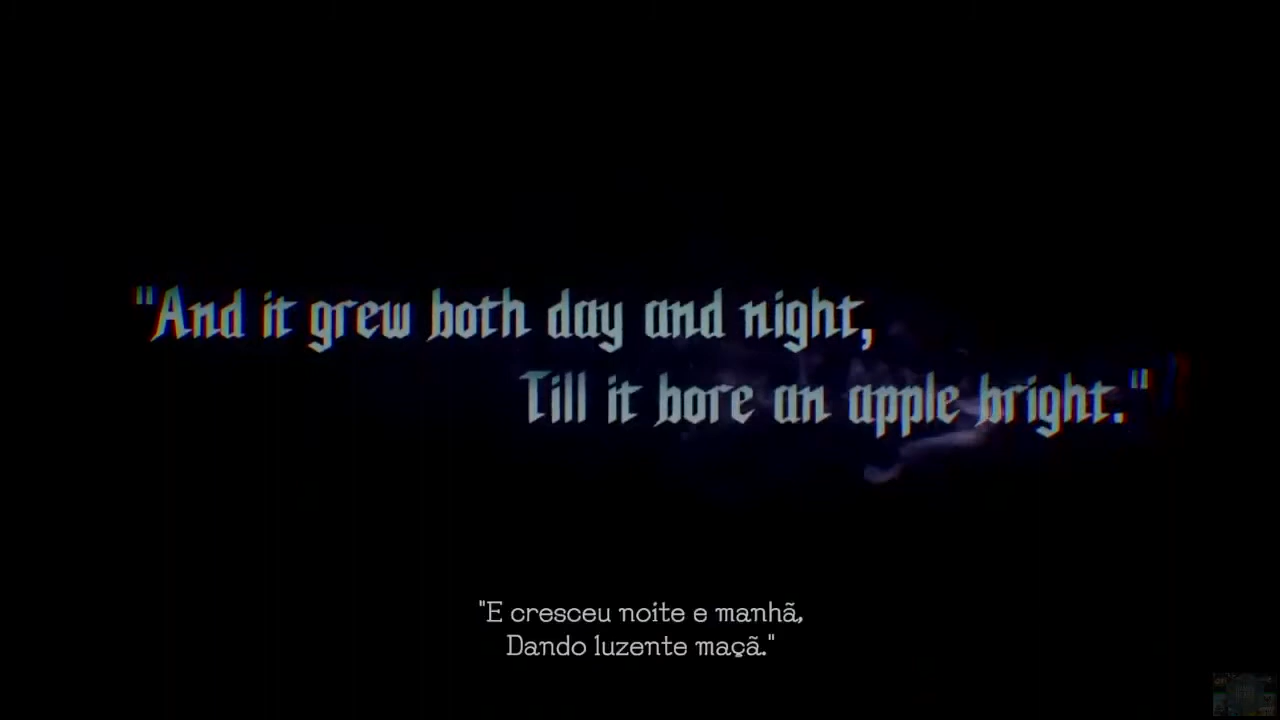 "And it grew both day and night,
Till it bore an apple bright."
"E cresceu noite e manhã,
Dando luzente maçã."